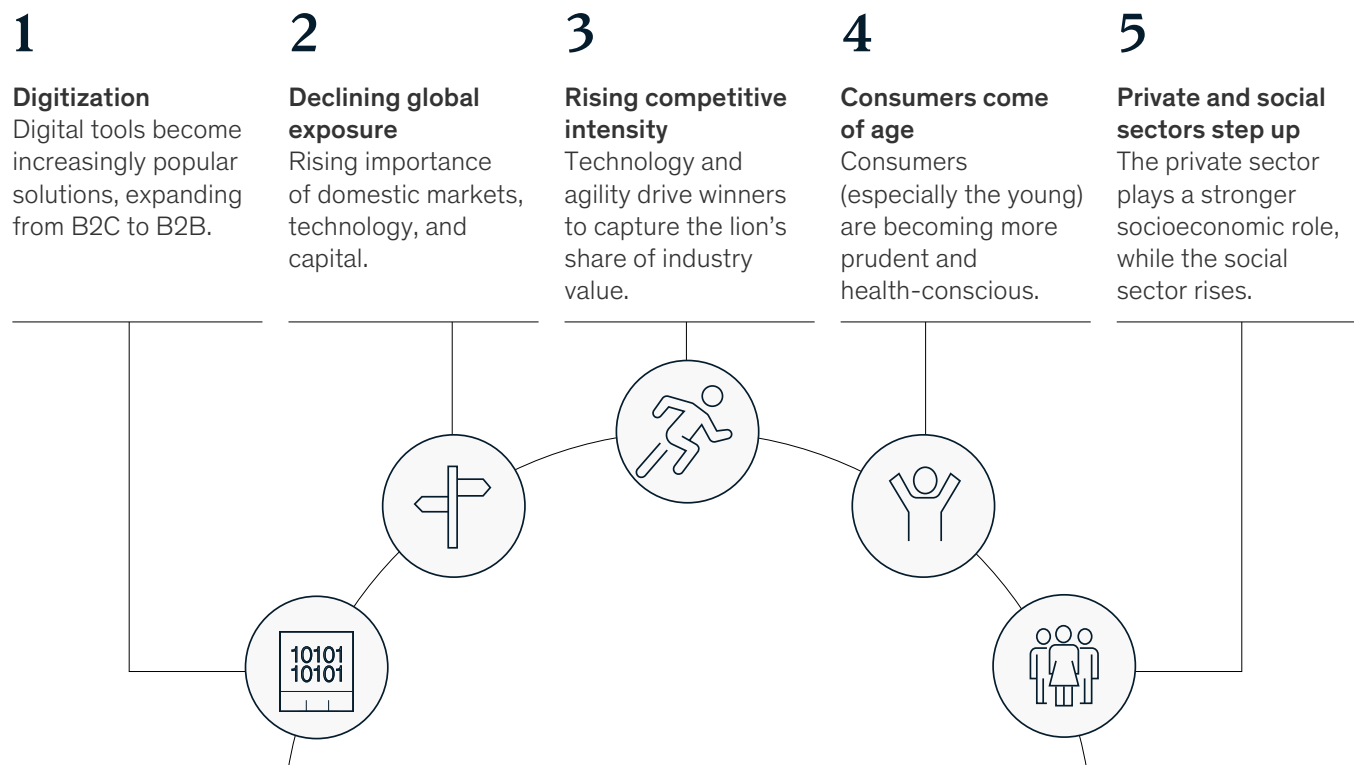 1
Digitization
Digital tools become
increasingly popular
solutions, expanding
from B2C to B2B.
2
Declining global
exposure
Rising importance
of domestic markets,
technology, and
capital.
3
Rising competitive
intensity
Technology and
agility drive winners
to capture the lion’s
share of industry
value.
4
Consumers come
of age
Consumers
(especially the young)
are becoming more
prudent and
health-conscious.
5
Private and social
sectors step up
The private sector
plays a stronger
socioeconomic role,
while the social
sector rises.
10101
10101